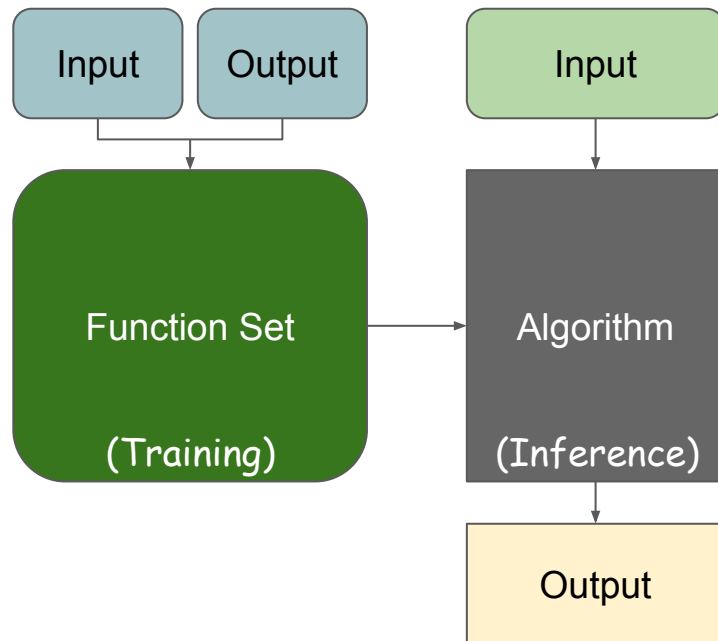 Input
Output
Input
Function Set
(Training)
Algorithm
(Inference)
Output